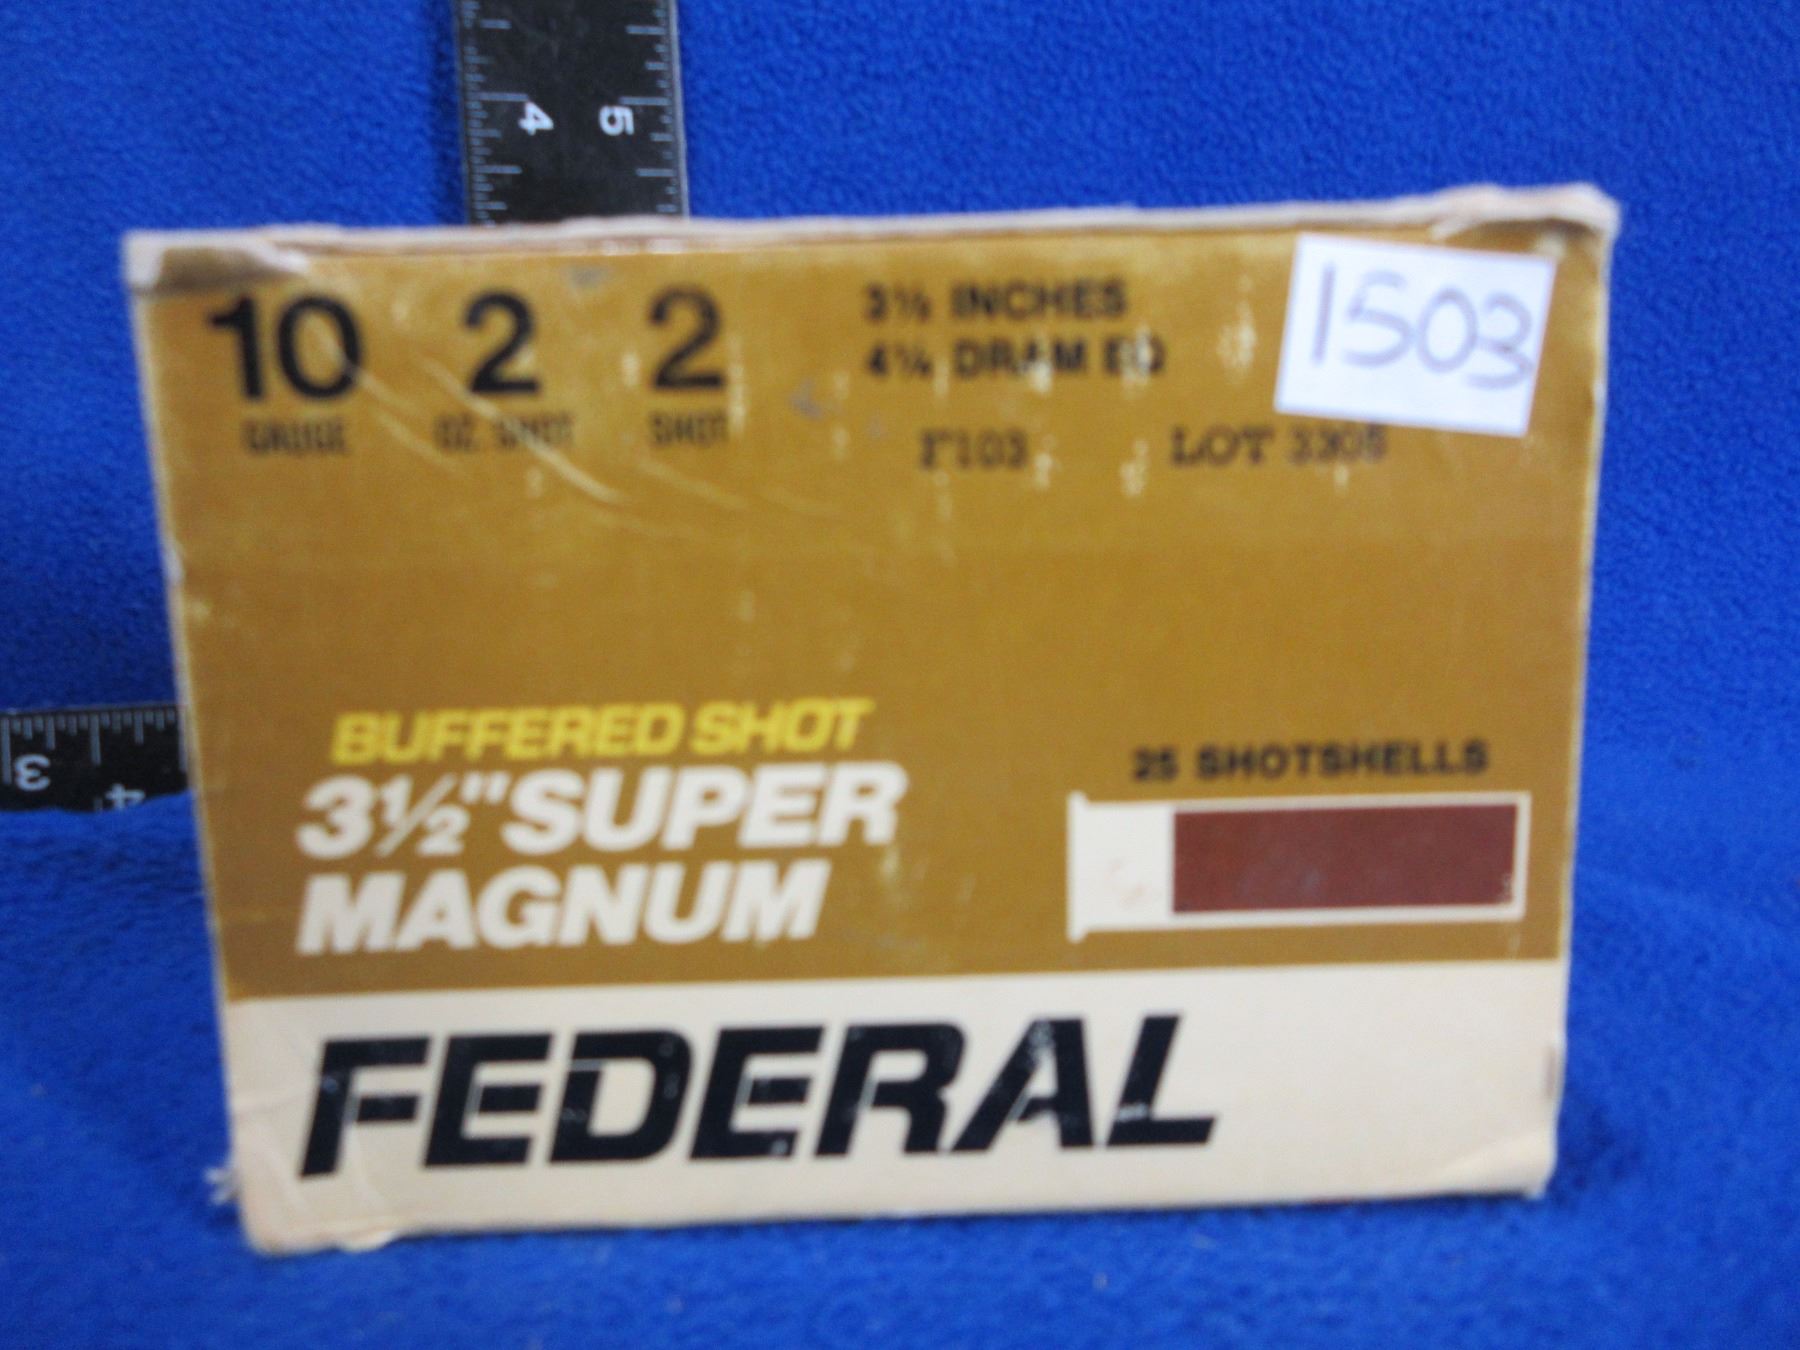 4 5
10 2 2
GAUGE OZ. SHOT SHOT
3½ INCHES
4¼ DRAM EQ
F103 LOT
1503
BUFFERED SHOT
3½" SUPER
MAGNUM
25 SHOTSHELLS
FEDERAL
3 4